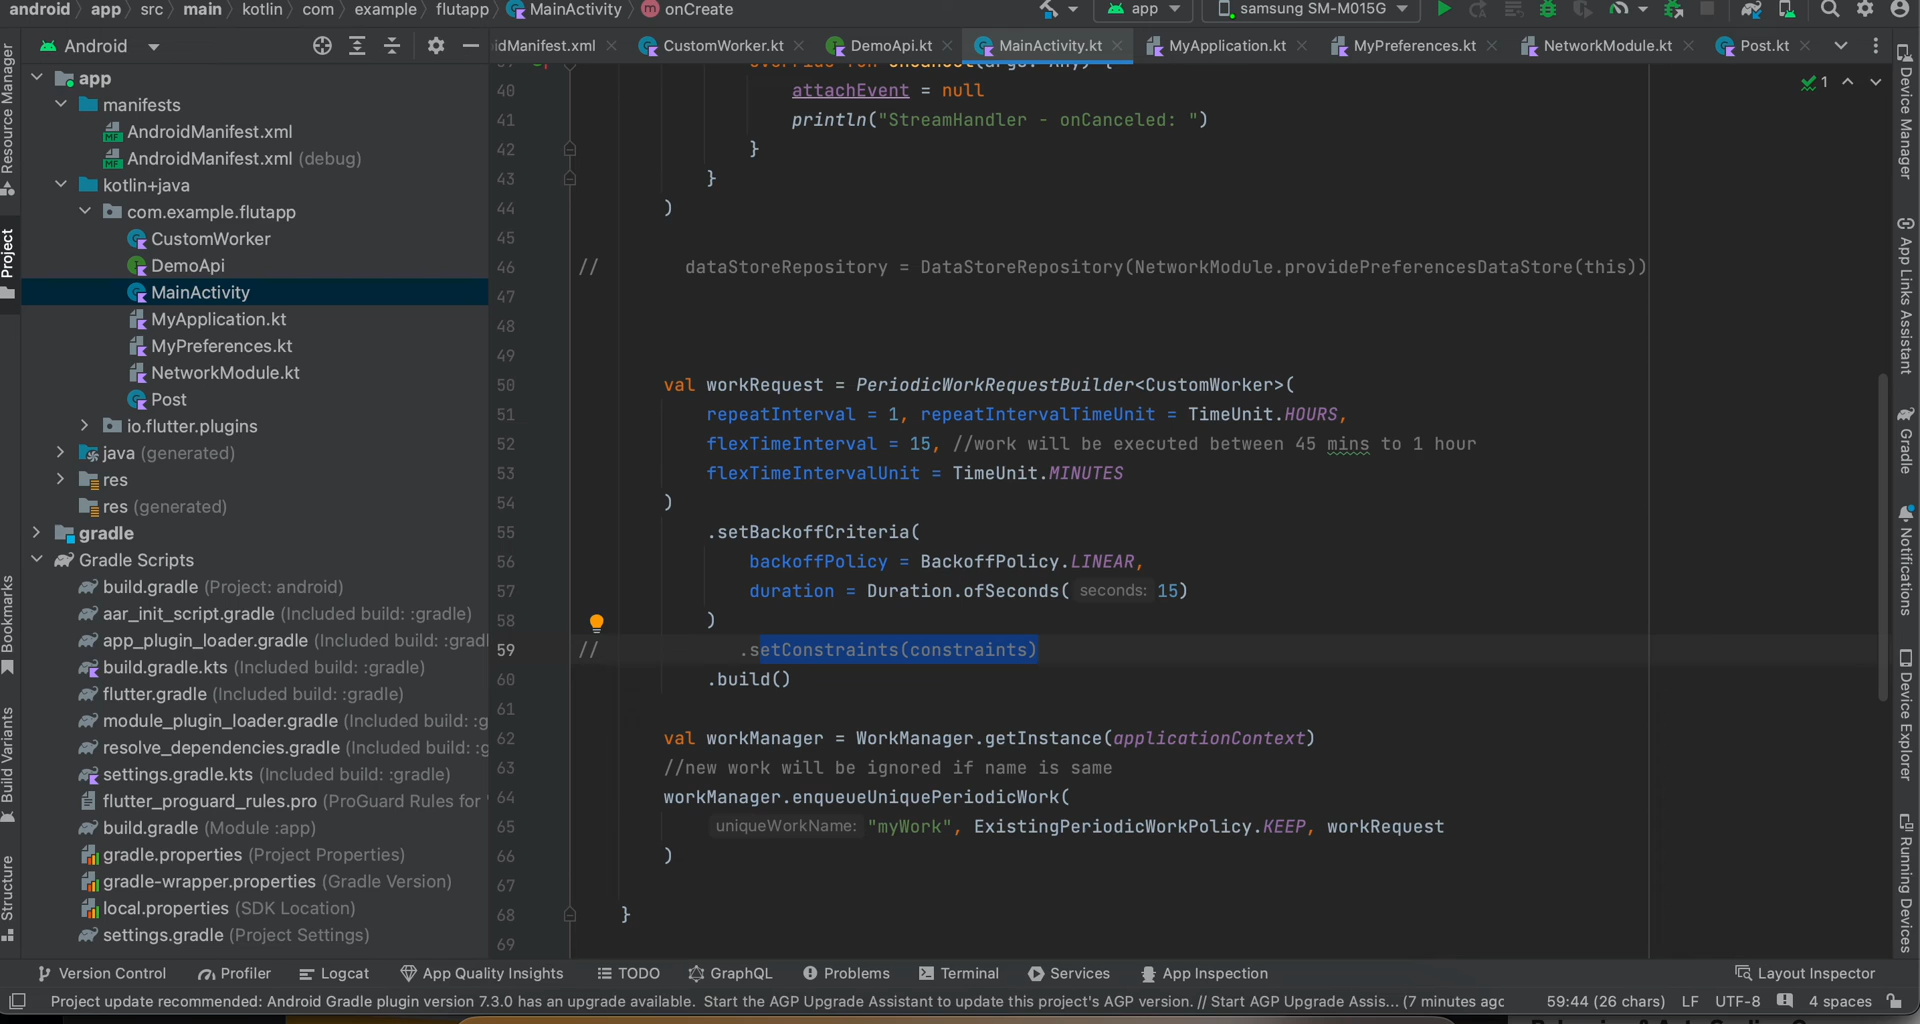 android > app > src > main > kotlin > com > example > flutapp > MainActivity > onCreate
app
samsung SM-M015G
Android
idManifest.xml
CustomWorker.kt
DemoApi.kt
MainActivity.kt
MyApplication.kt
MyPreferences.kt
NetworkModule.kt
Post.kt
Resource Manager
Project
Bookmarks
Build Variants
Structure
app
manifests
AndroidManifest.xml
AndroidManifest.xml (debug)
kotlin+java
com.example.flutapp
CustomWorker
DemoApi
MainActivity
MyApplication.kt
MyPreferences.kt
NetworkModule.kt
Post
io.flutter.plugins
java (generated)
res
res (generated)
gradle
Gradle Scripts
build.gradle (Project: android)
aar_init_script.gradle (Included build: :gradle)
app_plugin_loader.gradle (Included build: :gradl
build.gradle.kts (Included build: :gradle)
flutter.gradle (Included build: :gradle)
module_plugin_loader.gradle (Included build: :g
resolve_dependencies.gradle (Included build: :g
settings.gradle.kts (Included build: :gradle)
flutter_proguard_rules.pro (ProGuard Rules for '
build.gradle (Module :app)
gradle.properties (Project Properties)
gradle-wrapper.properties (Gradle Version)
local.properties (SDK Location)
settings.gradle (Project Settings)
1
40 attachEvent = null
41 println("StreamHandler - onCanceled: ")
42 }
43 }
44 )
45
46 // dataStoreRepository = DataStoreRepository(NetworkModule.providePreferencesDataStore(this))
47
48
49
50 val workRequest = PeriodicWorkRequestBuilder<CustomWorker>(
51 repeatInterval = 1, repeatIntervalTimeUnit = TimeUnit.HOURS,
52 flexTimeInterval = 15, //work will be executed between 45 mins to 1 hour
53 flexTimeIntervalUnit = TimeUnit.MINUTES
54 )
55 .setBackoffCriteria(
56 backoffPolicy = BackoffPolicy.LINEAR,
57 duration = Duration.ofSeconds( seconds: 15)
58 )
59 // .setConstraints(constraints)
60 .build()
61
62 val workManager = WorkManager.getInstance(applicationContext)
63 //new work will be ignored if name is same
64 workManager.enqueueUniquePeriodicWork(
65 uniqueWorkName: "myWork", ExistingPeriodicWorkPolicy.KEEP, workRequest
66 )
67
68 }
69
Device Manager
App Links Assistant
Gradle
Notifications
Device Explorer
Running Devices
Version Control
Profiler
Logcat
App Quality Insights
TODO
GraphQL
Problems
Terminal
Services
App Inspection
Layout Inspector
Project update recommended: Android Gradle plugin version 7.3.0 has an upgrade available. Start the AGP Upgrade Assistant to update this project's AGP version. // Start AGP Upgrade Assis... (7 minutes agc
59:44 (26 chars) LF UTF-8 4 spaces